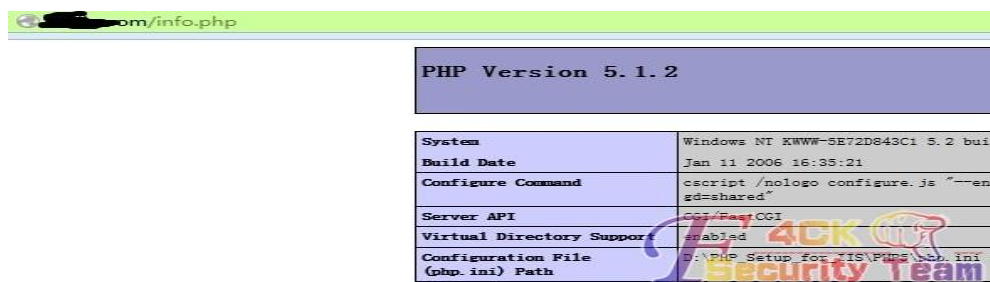 om/info.php
PHP Version 5.1.2
System Windows NT KWWW-5E72D843C1 5.2 bui
Build Date Jan 11 2006 16:35:21
Configure Command cscript /nologo configure.js "--en
gd=shared"
Server API CGI/FastCGI
Virtual Directory Support enabled
Configuration File D:\PHP_Setup_for_IIS\PHP5\php.ini
(php.ini) Path
F4CK
Security Team